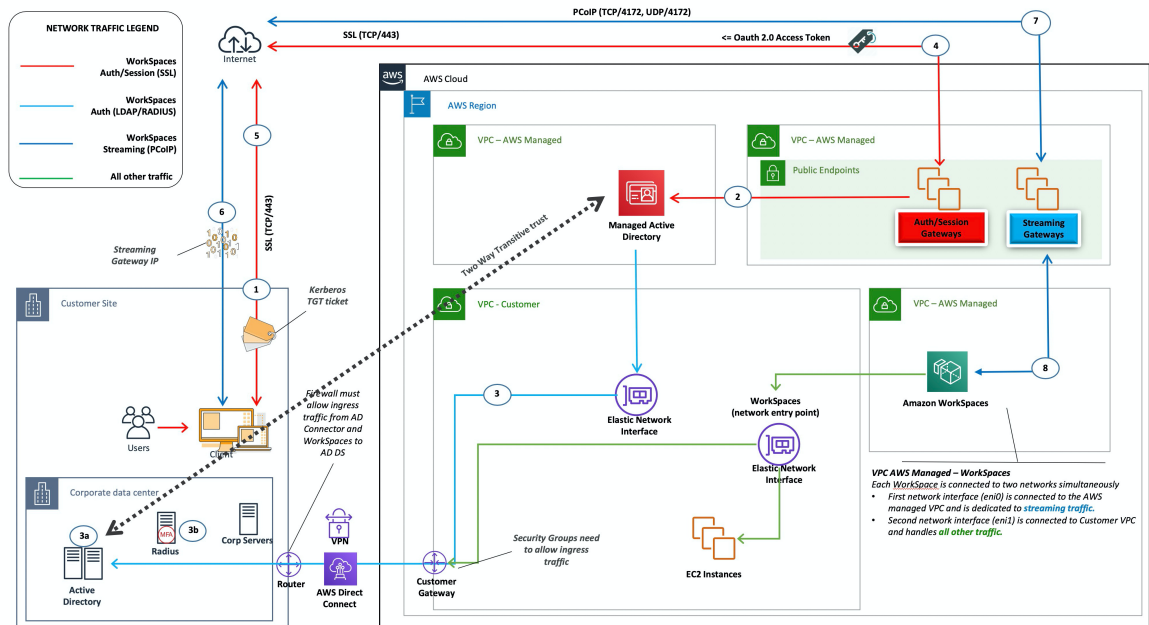 NETWORK TRAFFIC LEGEND
WorkSpaces
Auth/Session (SSL)
WorkSpaces
Auth (LDAP/RADIUS)
WorkSpaces
Streaming (PCoIP)
All other traffic
PCoIP (TCP/4172, UDP/4172)
7
SSL (TCP/443)
<= Oauth 2.0 Access Token
4
Internet
aws
AWS Cloud
AWS Region
VPC – AWS Managed
VPC – AWS Managed
Public Endpoints
5
6
SSL (TCP/443)
Streaming
Gateway IP
2
Managed Active
Directory
Auth/Session
Gateways
Streaming
Gateways
Two Way Transitive trust
1
Kerberos
TGT ticket
Customer Site
VPC - Customer
VPC – AWS Managed
8
Amazon WorkSpaces
3
Firewall must
allow ingress
traffic from AD
Connector and
WorkSpaces to
AD DS
Elastic Network
Interface
WorkSpaces
(network entry point)
Elastic Network
Interface
Users
Client
VPC AWS Managed – WorkSpaces
Each WorkSpace is connected to two networks simultaneously
• First network interface (eni0) is connected to the AWS
managed VPC and is dedicated to streaming traffic.
• Second network interface (eni1) is connected to Customer VPC
and handles all other traffic.
Corporate data center
3a
MFA
3b
Radius
Corp Servers
VPN
Active
Directory
Router
AWS Direct
Connect
Customer
Gateway
Security Groups need
to allow ingress
traffic
EC2 Instances